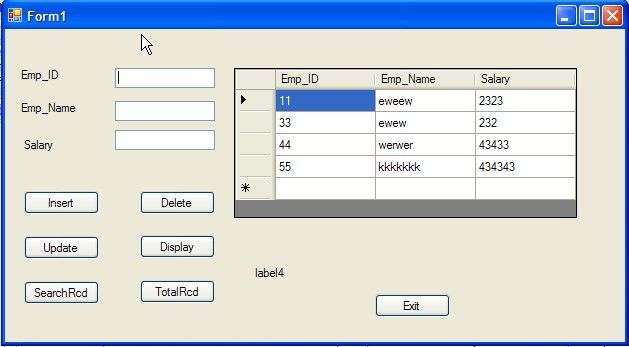 Form1
Emp_ID
Emp_Name
Salary
Emp_ID Emp_Name Salary
11 eweew 2323
33 ewew 232
44 werwer 43433
55 kkkkkkk 434343
Insert Delete
Update Display
SearchRcd TotalRcd
label4
Exit